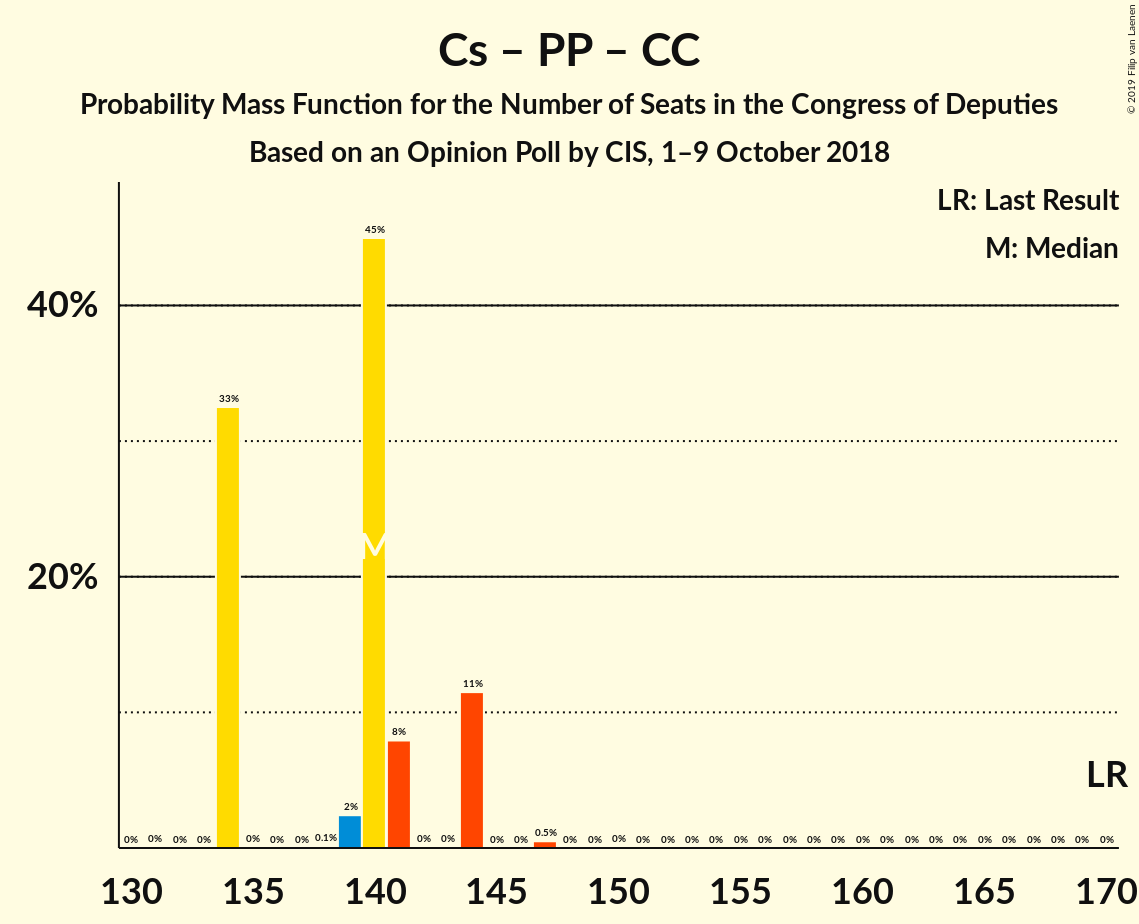 Cs – PP – CC
Probability Mass Function for the Number of Seats in the Congress of Deputies
Based on an Opinion Poll by CIS, 1–9 October 2018
© 2019 Filip van Laenen
LR: Last Result
M: Median
40%
20%
0% 0% 0% 0% 33% 0% 0% 0% 0.1% 2% 45% 8% 0% 0% 11% 0% 0% 0.5% 0% 0% 0% 0% 0% 0% 0% 0% 0% 0% 0% 0% 0% 0% 0% 0% 0% 0% 0% 0% 0% 0% 0%
M
LR
130 135 140 145 150 155 160 165 170